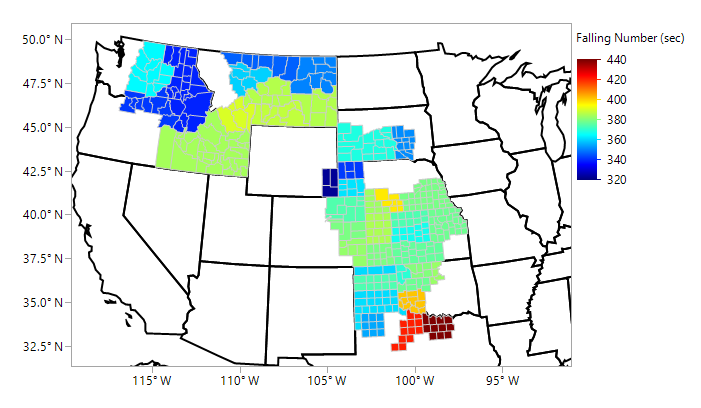 Falling Number (sec)
440
420
400
380
360
340
320
50.0° N
47.5° N
45.0° N
42.5° N
40.0° N
37.5° N
35.0° N
32.5° N
115° W
110° W
105° W
100° W
95° W